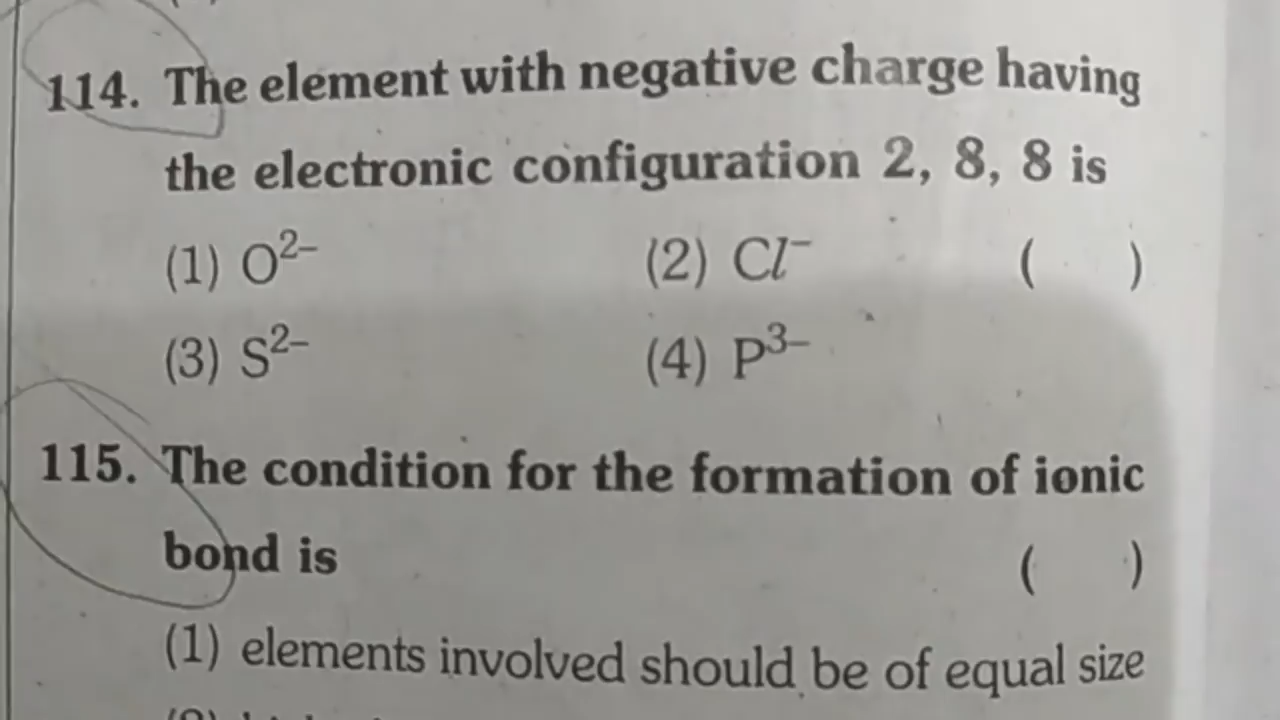 114. The element with negative charge having
the electronic configuration 2, 8, 8 is
(1) O²⁻ (2) Cl⁻ ( )
(3) S²⁻ (4) P³⁻
115. The condition for the formation of ionic
bond is ( )
(1) elements involved should be of equal size